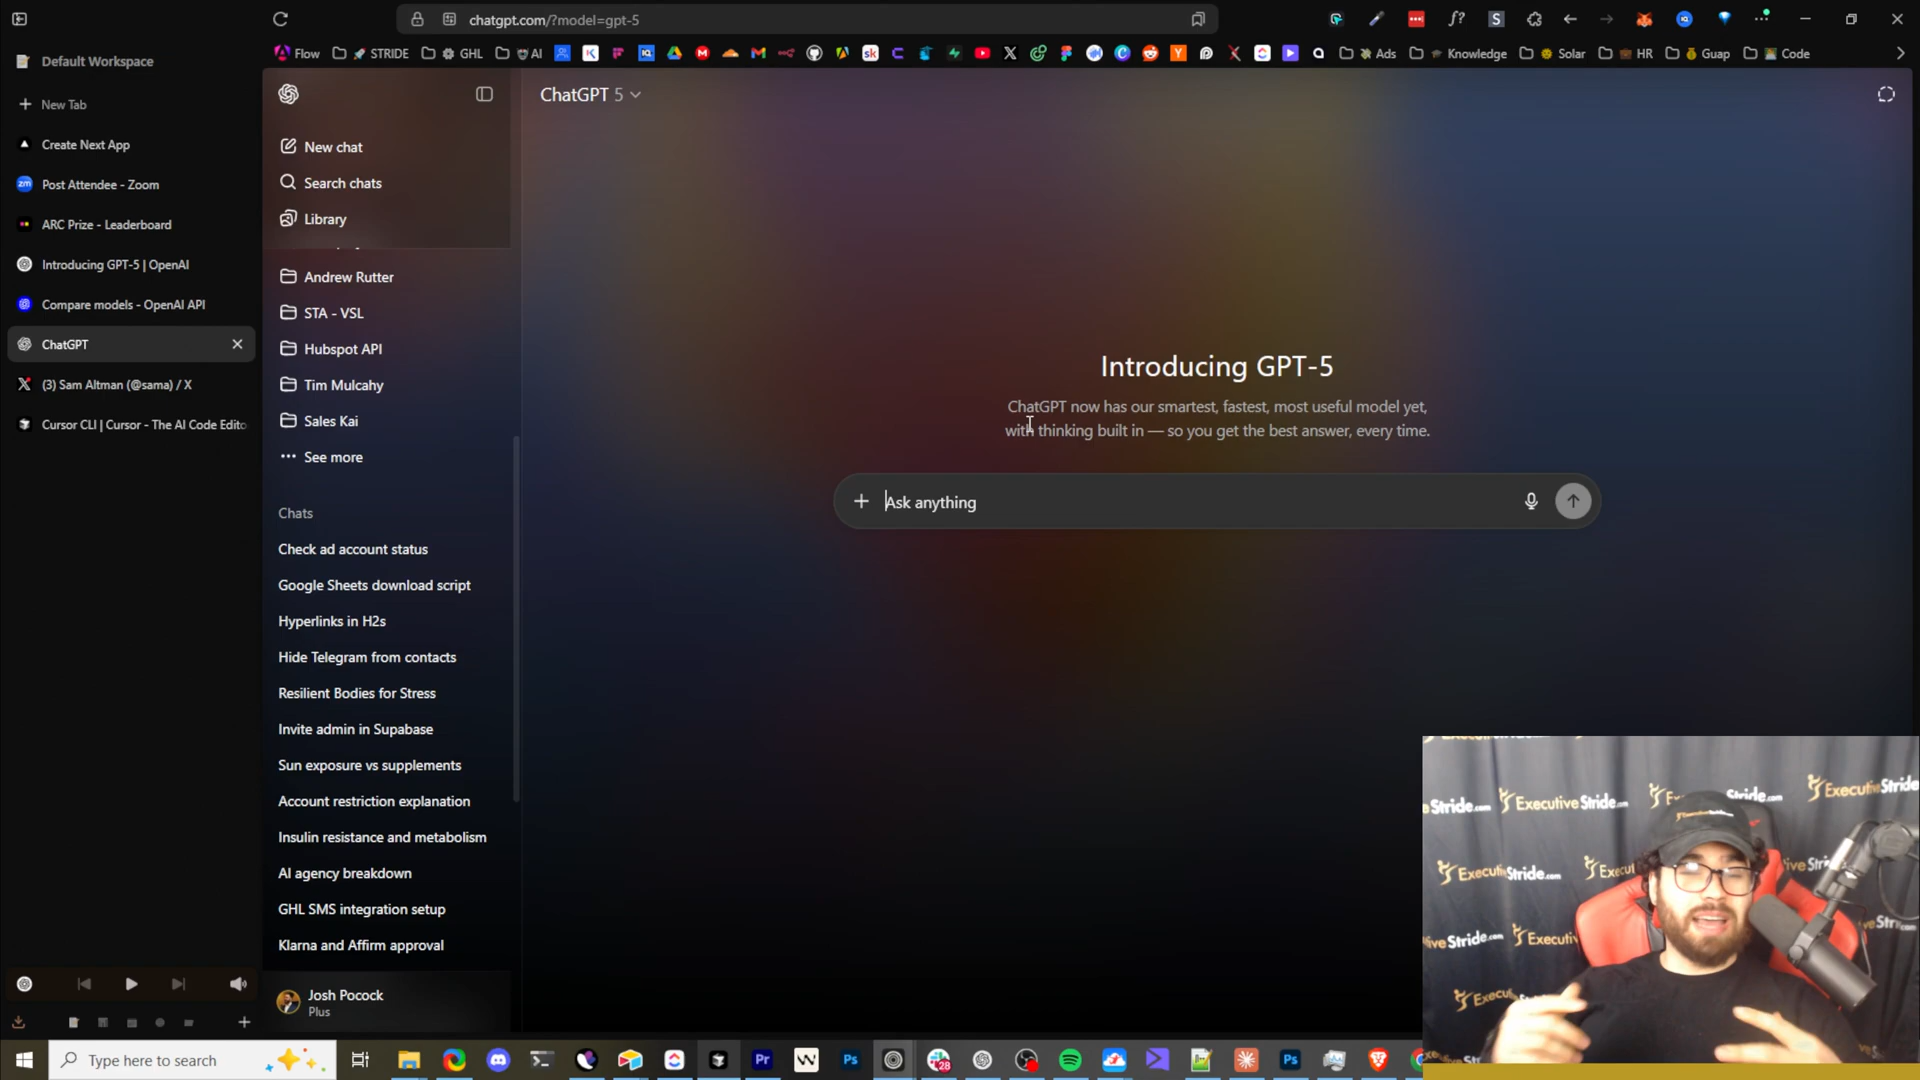 chatgpt.com/?model=gpt-5
Default Workspace
New Tab
Create Next App
Post Attendee - Zoom
ARC Prize - Leaderboard
Introducing GPT-5 | OpenAI
Compare models - OpenAI API
ChatGPT
(3) Sam Altman (@sama) / X
Cursor CLI | Cursor - The AI Code Edito
Flow
STRIDE
GHL
AI
Ads
Knowledge
Solar
HR
Guap
Code
ChatGPT 5
New chat
Search chats
Library
Andrew Rutter
STA - VSL
Hubspot API
Tim Mulcahy
Sales Kai
See more
Chats
Check ad account status
Google Sheets download script
Hyperlinks in H2s
Hide Telegram from contacts
Resilient Bodies for Stress
Invite admin in Supabase
Sun exposure vs supplements
Account restriction explanation
Insulin resistance and metabolism
AI agency breakdown
GHL SMS integration setup
Klarna and Affirm approval
Josh Pocock
Plus
Introducing GPT-5
ChatGPT now has our smartest, fastest, most useful model yet,
with thinking built in — so you get the best answer, every time.
Ask anything
ExecutiveStride.com
Type here to search
28